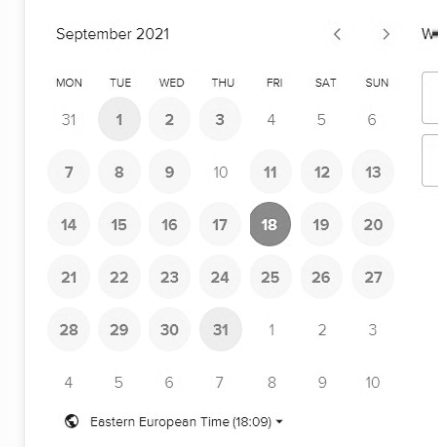 September 2021
MON TUE WED THU FRI SAT SUN
31 1 2 3 4 5 6
7 8 9 10 11 12 13
14 15 16 17 18 19 20
21 22 23 24 25 26 27
28 29 30 31 1 2 3
4 5 6 7 8 9 10
Eastern European Time (18:09)